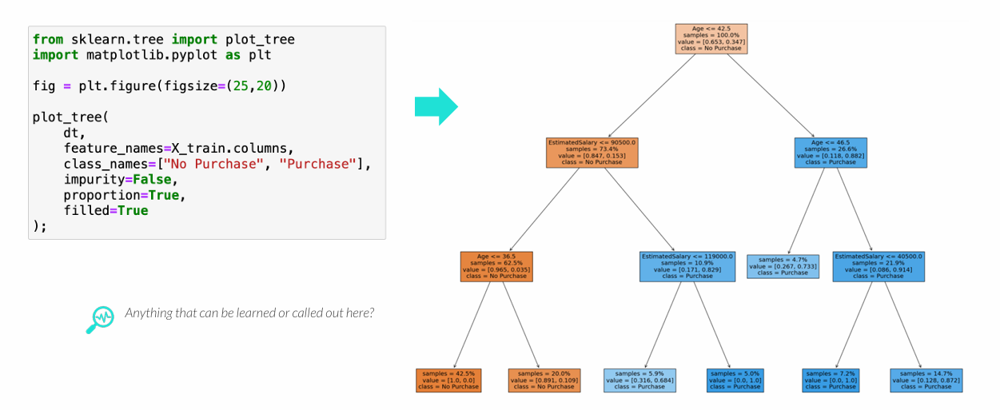 from sklearn.tree import plot_tree
import matplotlib.pyplot as plt
fig = plt.figure(figsize=(25,20))
plot_tree(
    dt,
    feature_names=X_train.columns,
    class_names=["No Purchase", "Purchase"],
    impurity=False,
    proportion=True,
    filled=True
);
Anything that can be learned or called out here?
Age <= 42.5
samples = 100.0%
value = [0.653, 0.347]
class = No Purchase
EstimatedSalary <= 90500.0
samples = 73.4%
value = [0.847, 0.153]
class = No Purchase
Age <= 46.5
samples = 26.6%
value = [0.118, 0.882]
class = Purchase
Age <= 36.5
samples = 62.5%
value = [0.965, 0.035]
class = No Purchase
EstimatedSalary <= 119000.0
samples = 10.9%
value = [0.171, 0.829]
class = Purchase
samples = 4.7%
value = [0.267, 0.733]
class = Purchase
EstimatedSalary <= 40500.0
samples = 21.9%
value = [0.086, 0.914]
class = Purchase
samples = 42.5%
value = [1.0, 0.0]
class = No Purchase
samples = 20.0%
value = [0.891, 0.109]
class = No Purchase
samples = 5.9%
value = [0.316, 0.684]
class = Purchase
samples = 5.0%
value = [0.0, 1.0]
class = Purchase
samples = 7.2%
value = [0.0, 1.0]
class = Purchase
samples = 14.7%
value = [0.128, 0.872]
class = Purchase